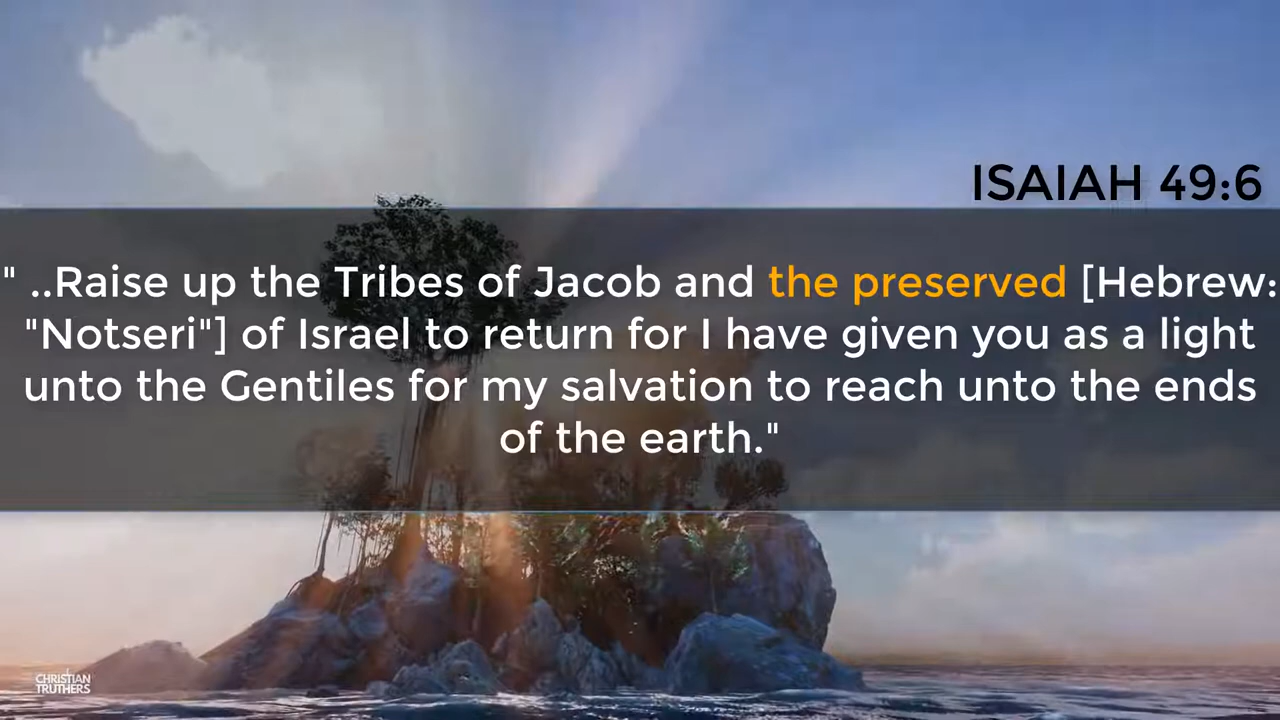 ISAIAH 49:6
" ..Raise up the Tribes of Jacob and the preserved [Hebrew:
"Notseri"] of Israel to return for I have given you as a light
unto the Gentiles for my salvation to reach unto the ends
of the earth."
CHRISTIAN
TRUTHERS